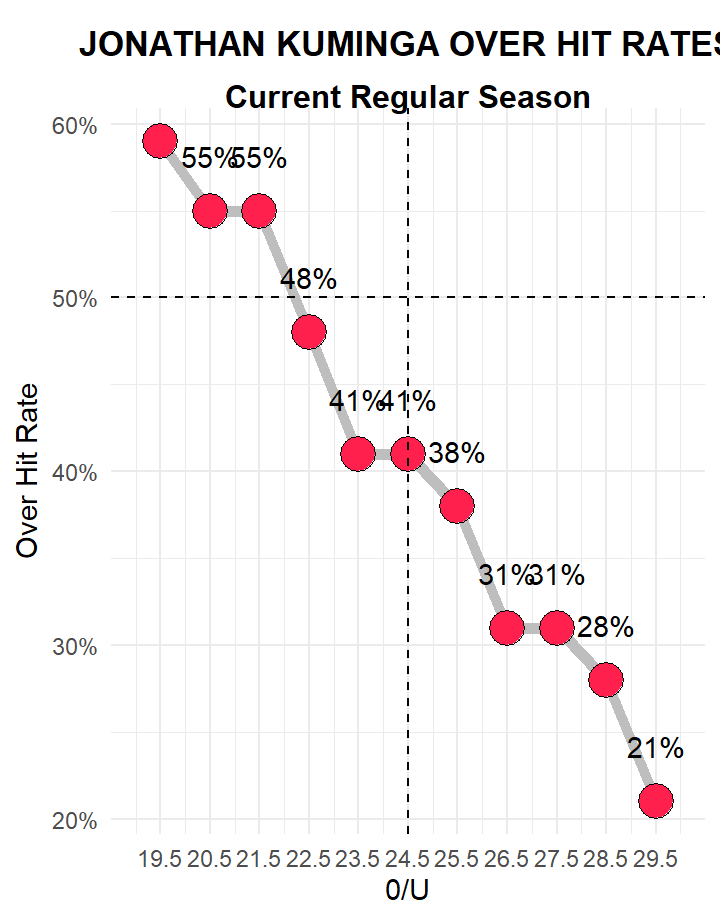 JONATHAN KUMINGA OVER HIT RATES
Current Regular Season
60%
55% 55%
48%
50%
41% 41%
38%
40%
31% 31%
28%
30%
21%
20%
Over Hit Rate
19.5 20.5 21.5 22.5 23.5 24.5 25.5 26.5 27.5 28.5 29.5
0/U